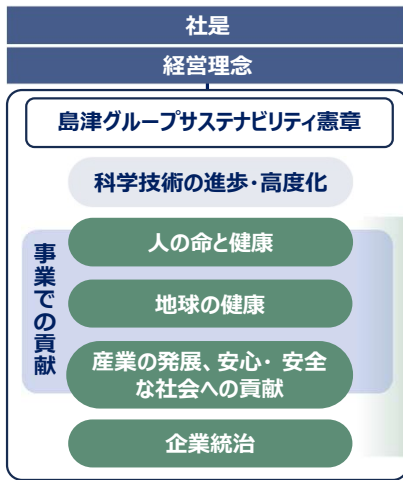 社是
経営理念
島津グループサステナビリティ憲章
科学技術の進歩・高度化
事業での貢献
人の命と健康
地球の健康
産業の発展、安心・ 安全
な社会への貢献
企業統治